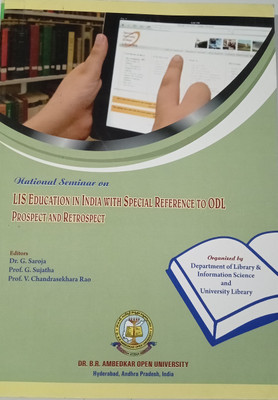 National Seminar on
LIS EDUCATION IN INDIA WITH SPECIAL REFERENCE TO ODL
PROSPECT AND RETROSPECT
Editors
Dr. G. Saroja
Prof. G. Sujatha
Prof. V. Chandrasekhara Rao
Organised by
Department of Library &
Information Science
and
University Library
DR. B.R. AMBEDKAR OPEN UNIVERSITY
Hyderabad, Andhra Pradesh, India